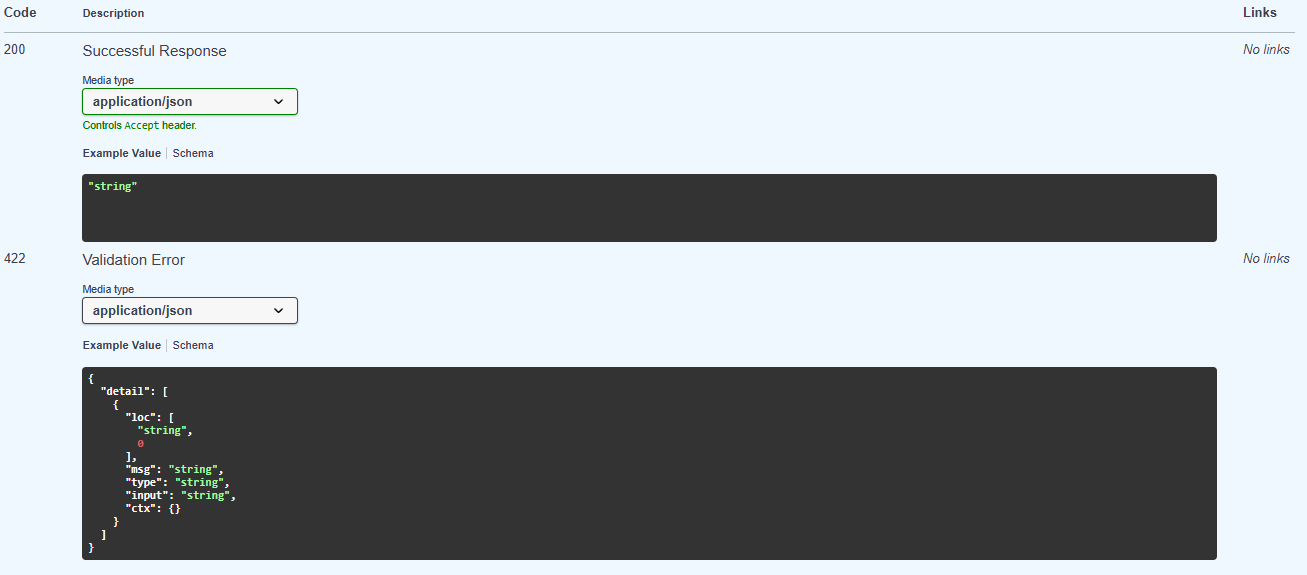 Code Description Links
200 Successful Response No links
Media type
application/json
Controls Accept header.
Example Value Schema
"string"
422 Validation Error No links
Media type
application/json
Example Value Schema
{
  "detail": [
    {
      "loc": [
        "string",
        0
      ],
      "msg": "string",
      "type": "string",
      "input": "string",
      "ctx": {}
    }
  ]
}